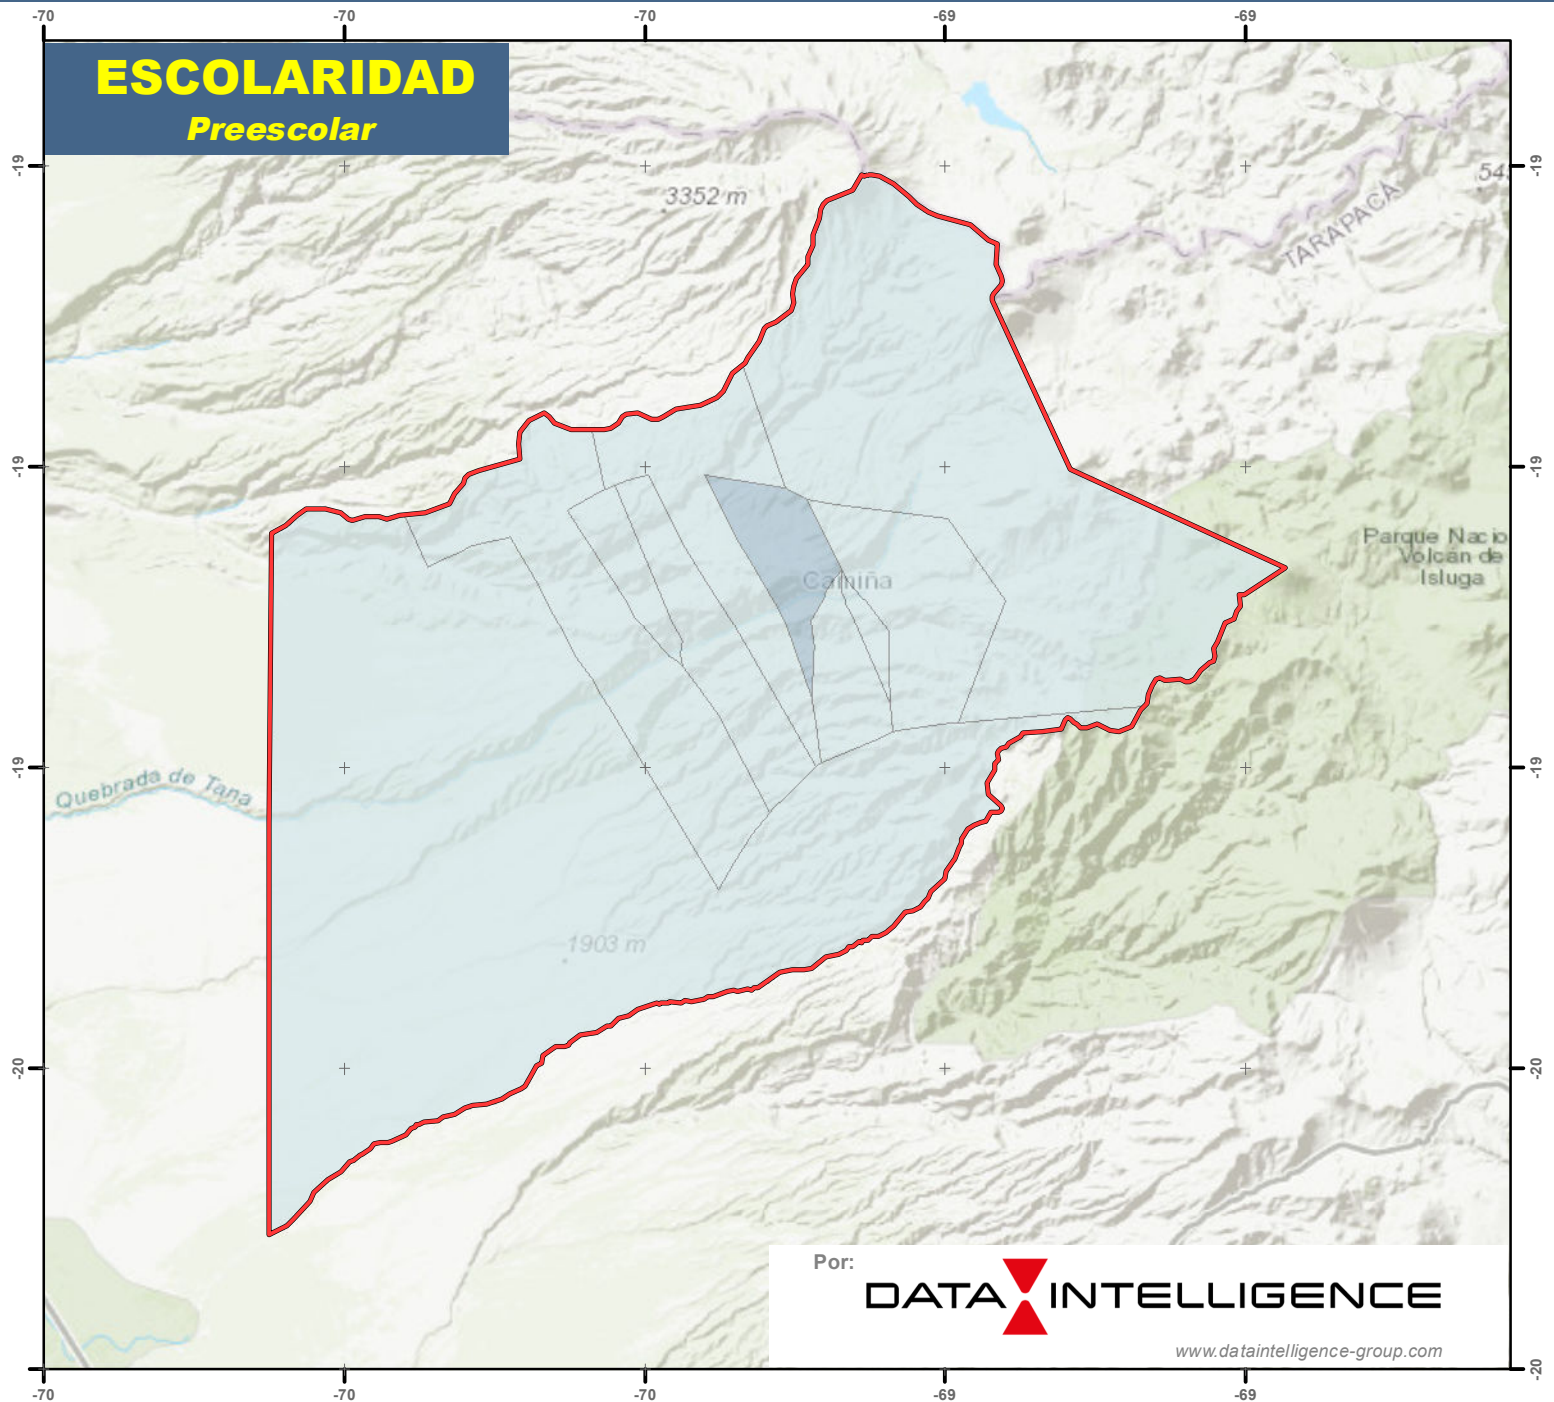 -70 -70 -70 -69 -69
ESCOLARIDAD
Preescolar
-19 -19
3352 m
TARAPACÁ
-19 -19
Parque Nacio
Volcán de
Isluga
Camiña
-19 -19
Quebrada de Tana
1903 m
-20 -20
Por:
DATA INTELLIGENCE
www.dataintelligence-group.com
-20
-70 -70 -70 -69 -69